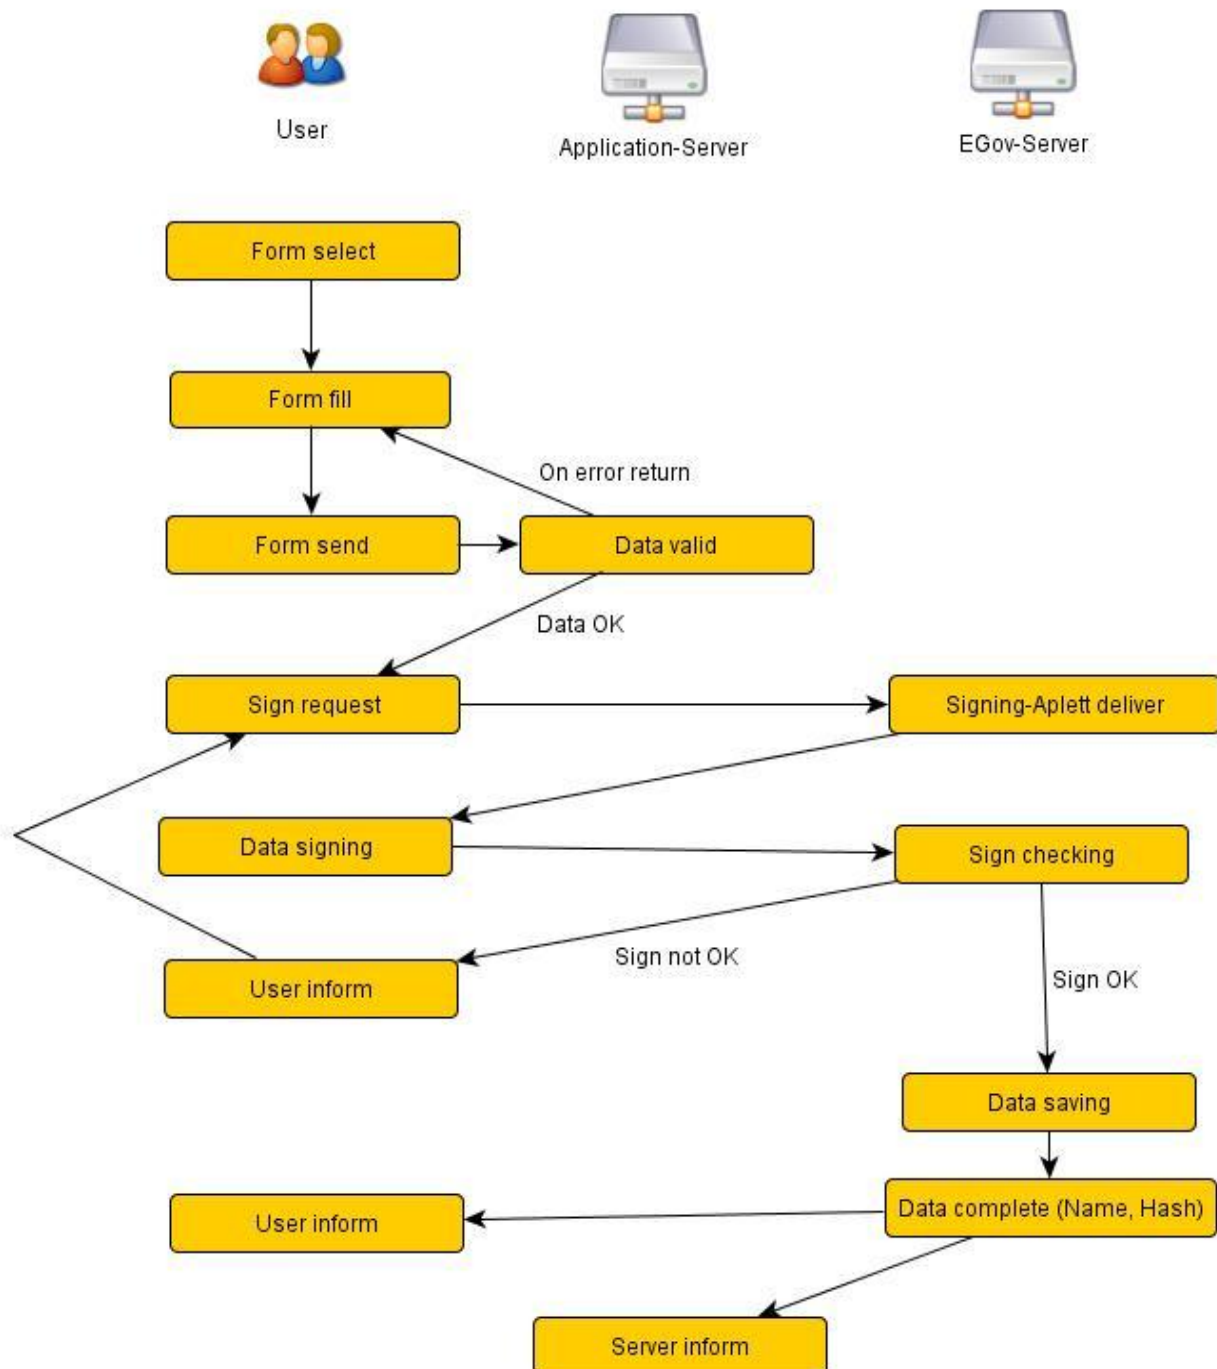 User
Application-Server
EGov-Server
Form select
Form fill
On error return
Form send
Data valid
Data OK
Sign request
Signing-Aplett deliver
Data signing
Sign checking
Sign not OK
User inform
Sign OK
Data saving
User inform
Data complete (Name, Hash)
Server inform